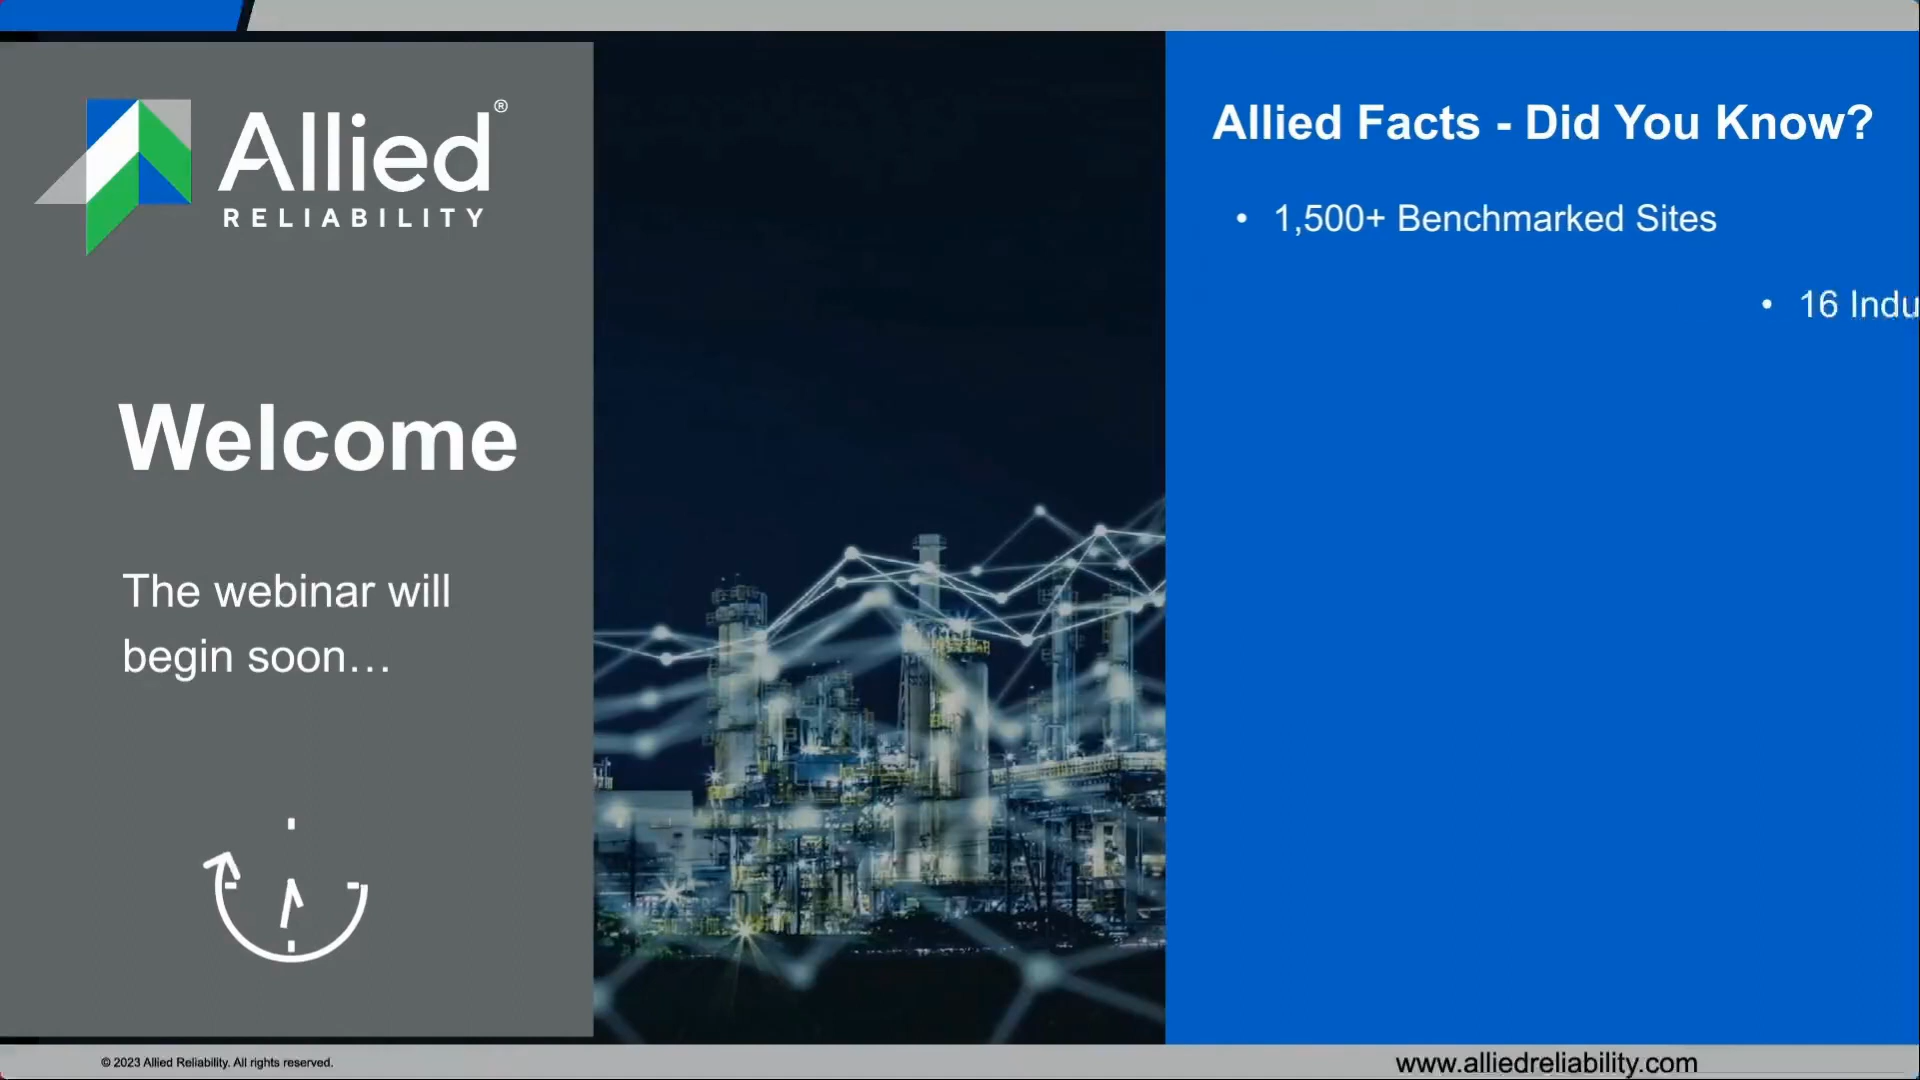 Allied®
RELIABILITY
Welcome
The webinar will
begin soon…
Allied Facts - Did You Know?
• 1,500+ Benchmarked Sites
• 16
© 2023 Allied Reliability. All rights reserved.
www.alliedreliability.com